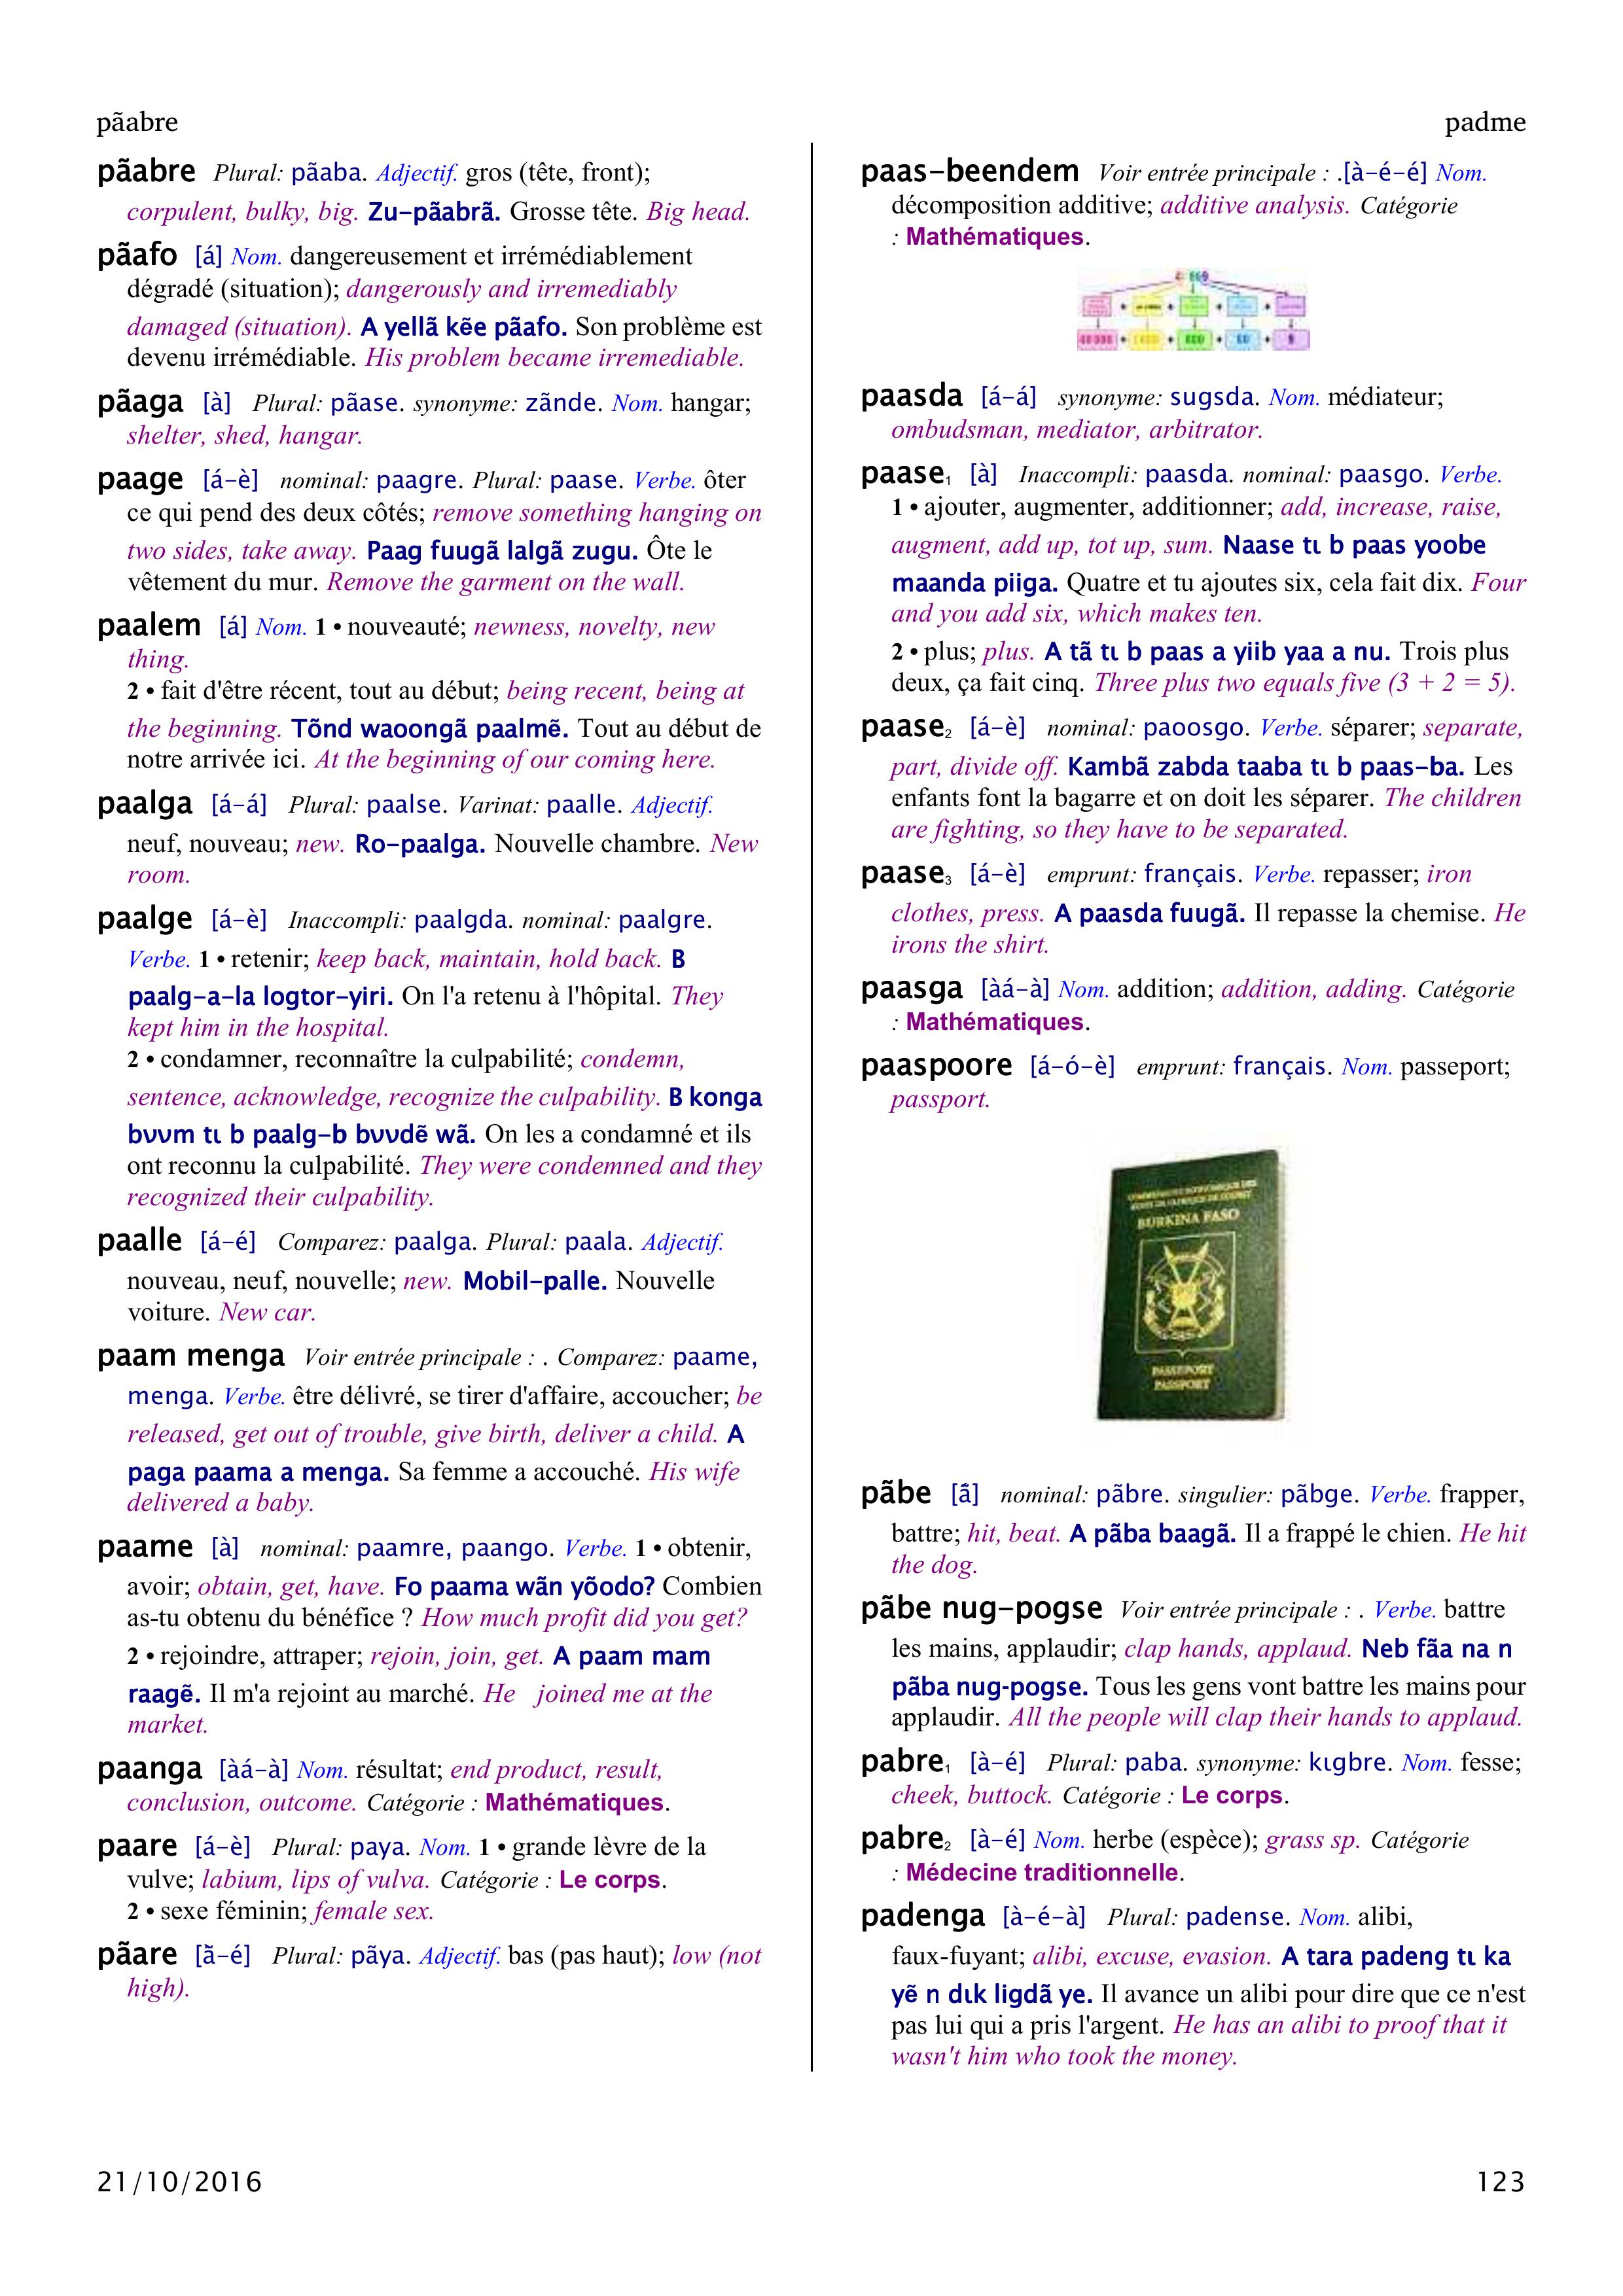 pãabre
padme
pãabre Plural: pãaba. Adjectif. gros (tête, front);
corpulent, bulky, big. Zu–pãabrã. Grosse tête. Big head.
pãafo [á] Nom. dangereusement et irrémédiablement
dégradé (situation); dangerously and irremediably
damaged (situation). A yellã kẽe pãafo. Son problème est
devenu irrémédiable. His problem became irremediable.
pãaga [à] Plural: pãase. synonyme: zãnde. Nom. hangar;
shelter, shed, hangar.
paage [á–è] nominal: paagre. Plural: paase. Verbe. ôter
ce qui pend des deux côtés; remove something hanging on
two sides, take away. Paag fuugã lalgã zugu. Ôte le
vêtement du mur. Remove the garment on the wall.
paalem [á] Nom. 1 • nouveauté; newness, novelty, new
thing.
2 • fait d'être récent, tout au début; being recent, being at
the beginning. Tõnd waoongã paalmẽ. Tout au début de
notre arrivée ici. At the beginning of our coming here.
paalga [á–á] Plural: paalse. Varinat: paalle. Adjectif.
neuf, nouveau; new. Ro–paalga. Nouvelle chambre. New
room.
paalge [á–è] Inaccompli: paalgda. nominal: paalgre.
Verbe. 1 • retenir; keep back, maintain, hold back. B
paalg–a–la logtor–yiri. On l'a retenu à l'hôpital. They
kept him in the hospital.
2 • condamner, reconnaître la culpabilité; condemn,
sentence, acknowledge, recognize the culpability. B konga
bʋʋm tɩ b paalg–b bʋʋdẽ wã. On les a condamné et ils
ont reconnu la culpabilité. They were condemned and they
recognized their culpability.
paalle [á–é] Comparez: paalga. Plural: paala. Adjectif.
nouveau, neuf, nouvelle; new. Mobil–palle. Nouvelle
voiture. New car.
paam menga Voir entrée principale : . Comparez: paame,
menga. Verbe. être délivré, se tirer d'affaire, accoucher; be
released, get out of trouble, give birth, deliver a child. A
paga paama a menga. Sa femme a accouché. His wife
delivered a baby.
paame [à] nominal: paamre, paango. Verbe. 1 • obtenir,
avoir; obtain, get, have. Fo paama wãn yõodo? Combien
as-tu obtenu du bénéfice ? How much profit did you get?
2 • rejoindre, attraper; rejoin, join, get. A paam mam
raagẽ. Il m'a rejoint au marché. He joined me at the
market.
paanga [àá–à] Nom. résultat; end product, result,
conclusion, outcome. Catégorie : Mathématiques.
paare [á–è] Plural: paya. Nom. 1 • grande lèvre de la
vulve; labium, lips of vulva. Catégorie : Le corps.
2 • sexe féminin; female sex.
pãare [ã̀–é] Plural: pãya. Adjectif. bas (pas haut); low (not
high).
paas–beendem Voir entrée principale : .[à–é–é] Nom.
décomposition additive; additive analysis. Catégorie
: Mathématiques.
paasda [á–á] synonyme: sugsda. Nom. médiateur;
ombudsman, mediator, arbitrator.
paase₁ [à] Inaccompli: paasda. nominal: paasgo. Verbe.
1 • ajouter, augmenter, additionner; add, increase, raise,
augment, add up, tot up, sum. Naase tɩ b paas yoobe
maanda piiga. Quatre et tu ajoutes six, cela fait dix. Four
and you add six, which makes ten.
2 • plus; plus. A tã tɩ b paas a yiib yaa a nu. Trois plus
deux, ça fait cinq. Three plus two equals five (3 + 2 = 5).
paase₂ [á–è] nominal: paoosgo. Verbe. séparer; separate,
part, divide off. Kambã zabda taaba tɩ b paas–ba. Les
enfants font la bagarre et on doit les séparer. The children
are fighting, so they have to be separated.
paase₃ [á–è] emprunt: français. Verbe. repasser; iron
clothes, press. A paasda fuugã. Il repasse la chemise. He
irons the shirt.
paasga [àá–à] Nom. addition; addition, adding. Catégorie
: Mathématiques.
paaspoore [á–ó–è] emprunt: français. Nom. passeport;
passport.
BURKINA FASO
PASSEPORT
PASSPORT
pãbe [ã́] nominal: pãbre. singulier: pãbge. Verbe. frapper,
battre; hit, beat. A pãba baagã. Il a frappé le chien. He hit
the dog.
pãbe nug–pogse Voir entrée principale : . Verbe. battre
les mains, applaudir; clap hands, applaud. Neb fãa na n
pãba nug-pogse. Tous les gens vont battre les mains pour
applaudir. All the people will clap their hands to applaud.
pabre₁ [à–é] Plural: paba. synonyme: kɩgbre. Nom. fesse;
cheek, buttock. Catégorie : Le corps.
pabre₂ [à–é] Nom. herbe (espèce); grass sp. Catégorie
: Médecine traditionnelle.
padenga [à–é–à] Plural: padense. Nom. alibi,
faux-fuyant; alibi, excuse, evasion. A tara padeng tɩ ka
yẽ n dɩk ligdã ye. Il avance un alibi pour dire que ce n'est
pas lui qui a pris l'argent. He has an alibi to proof that it
wasn't him who took the money.
21/10/2016
123